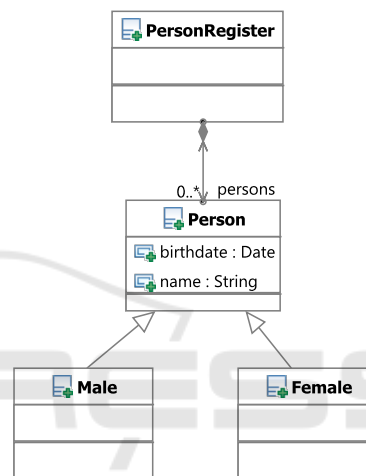 PersonRegister
0..* persons
Person
birthdate : Date
name : String
Male Female